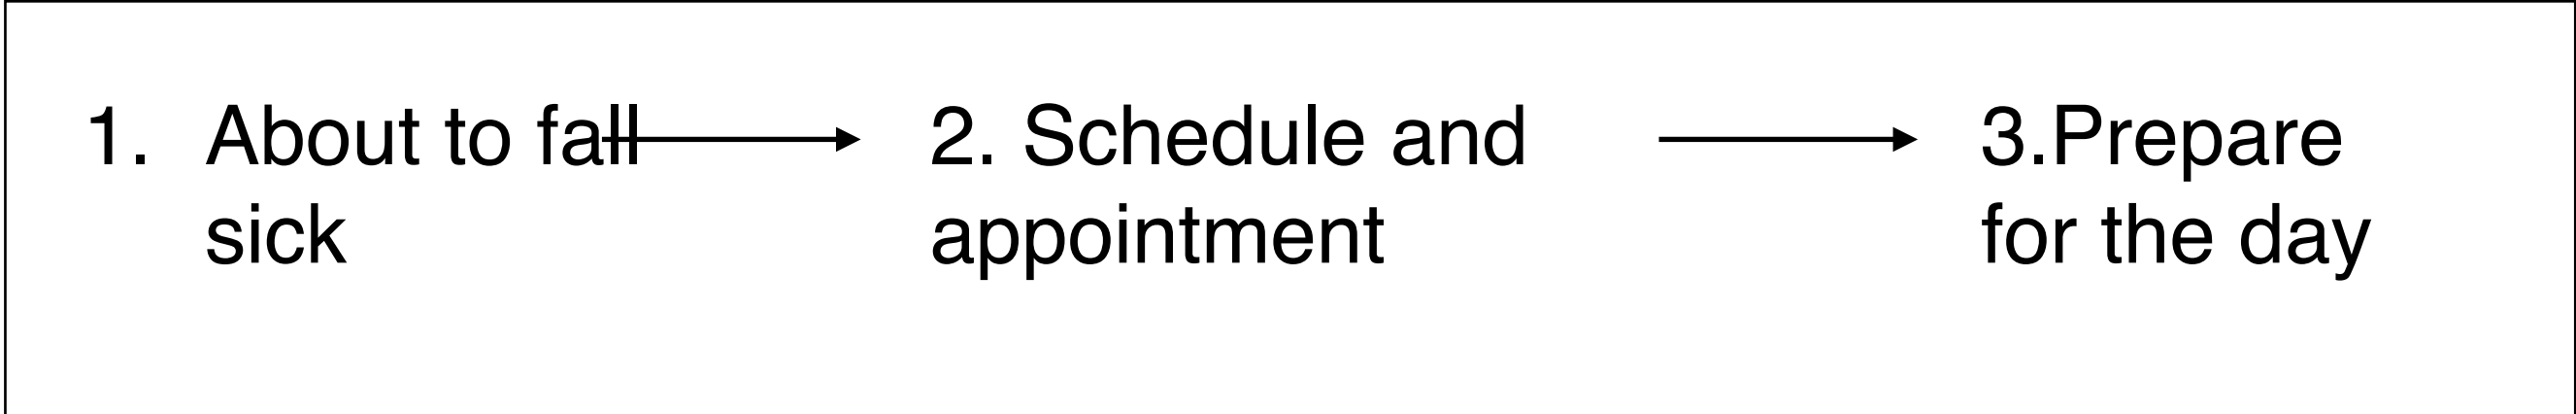 1. About to fall
sick
2. Schedule and
appointment
3.Prepare
for the day